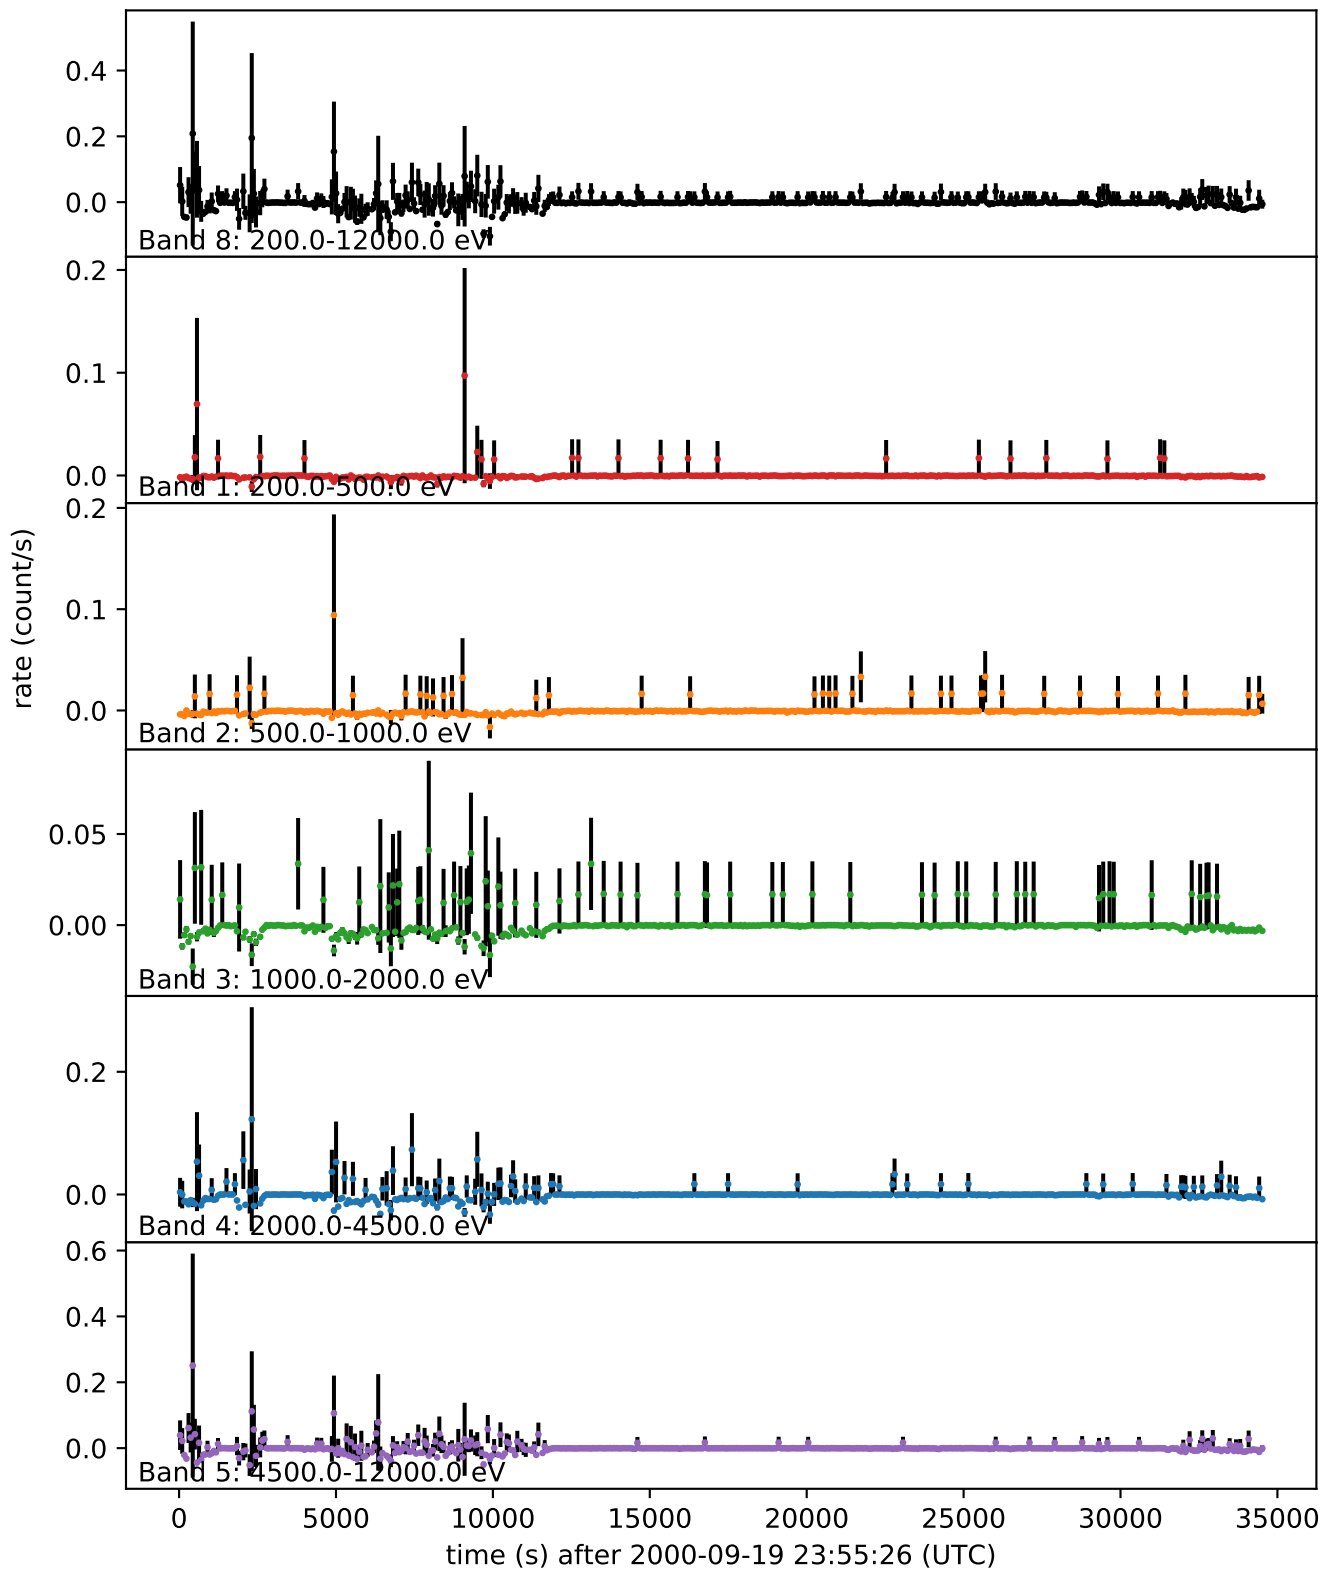 0.4
0.2
0.0
Band 8: 200.0-12000.0 eV
0.2
0.1
0.0
Band 1: 200.0-500.0 eV
0.2
0.1
0.0
Band 2: 500.0-1000.0 eV
rate (count/s)
0.05
0.00
Band 3: 1000.0-2000.0 eV
0.2
0.0
Band 4: 2000.0-4500.0 eV
0.6
0.4
0.2
0.0
Band 5: 4500.0-12000.0 eV
0 5000 10000 15000 20000 25000 30000 35000
time (s) after 2000-09-19 23:55:26 (UTC)